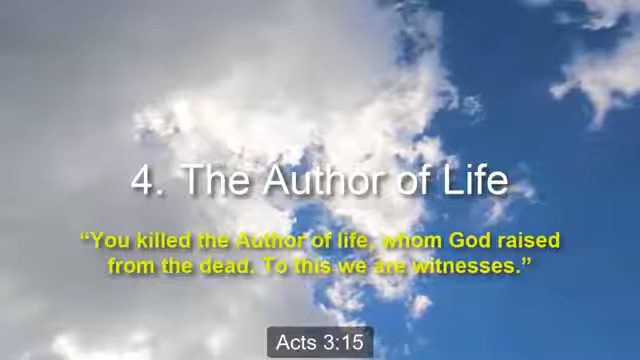 4. The Author of Life
“You killed the Author of life, whom God raised
from the dead. To this we are witnesses.”
Acts 3:15